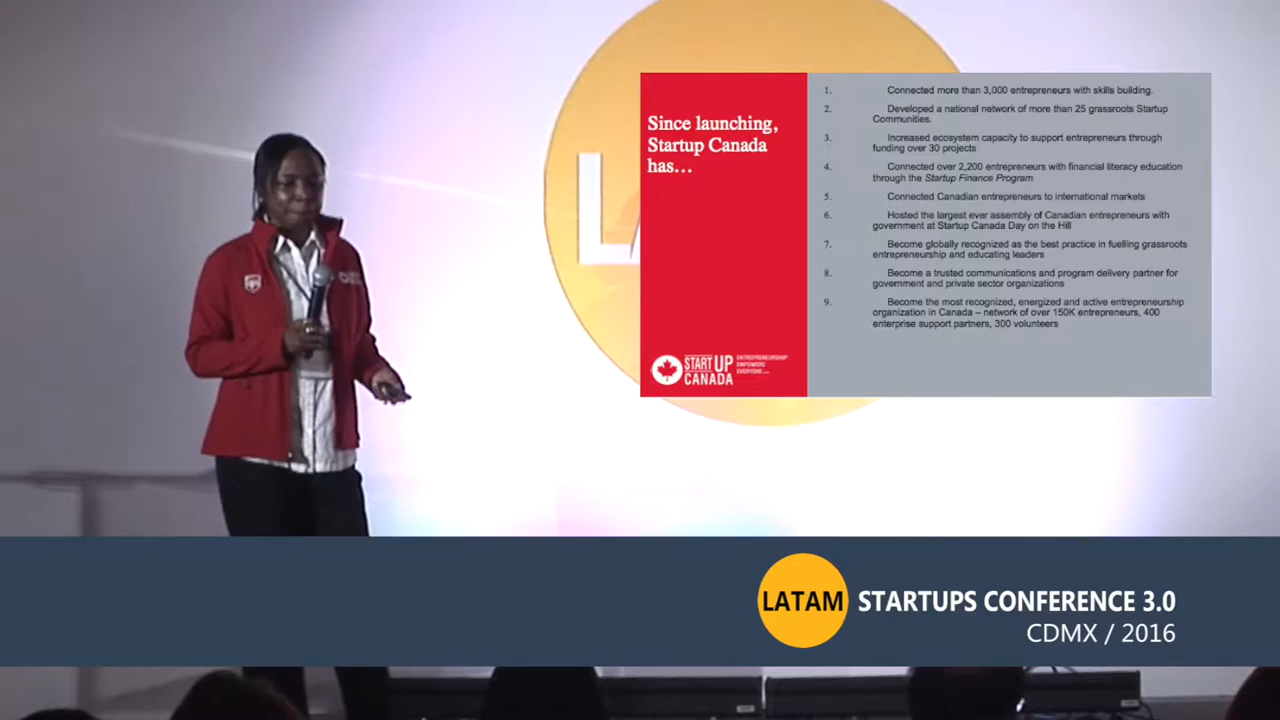 Since launching,
Startup Canada
has…
START UP
CANADA
ENTREPRENEURSHIP
EMPOWERS
EVERYONE
1. Connected more than 3,000 entrepreneurs with skills building.
2. Developed a national network of more than 25 grassroots Startup
Communities.
3. Increased ecosystem capacity to support entrepreneurs through
funding over 30 projects
4. Connected over 2,200 entrepreneurs with financial literacy education
through the Startup Finance Program
5. Connected Canadian entrepreneurs to international markets
6. Hosted the largest ever assembly of Canadian entrepreneurs with
government at Startup Canada Day on the Hill
7. Become globally recognized as the best practice in fuelling grassroots
entrepreneurship and educating leaders
8. Become a trusted communications and program delivery partner for
government and private sector organizations
9. Become the most recognized, energized and active entrepreneurship
organization in Canada – network of over 150K entrepreneurs, 400
enterprise support partners, 300 volunteers
LATAM STARTUPS CONFERENCE 3.0
CDMX / 2016